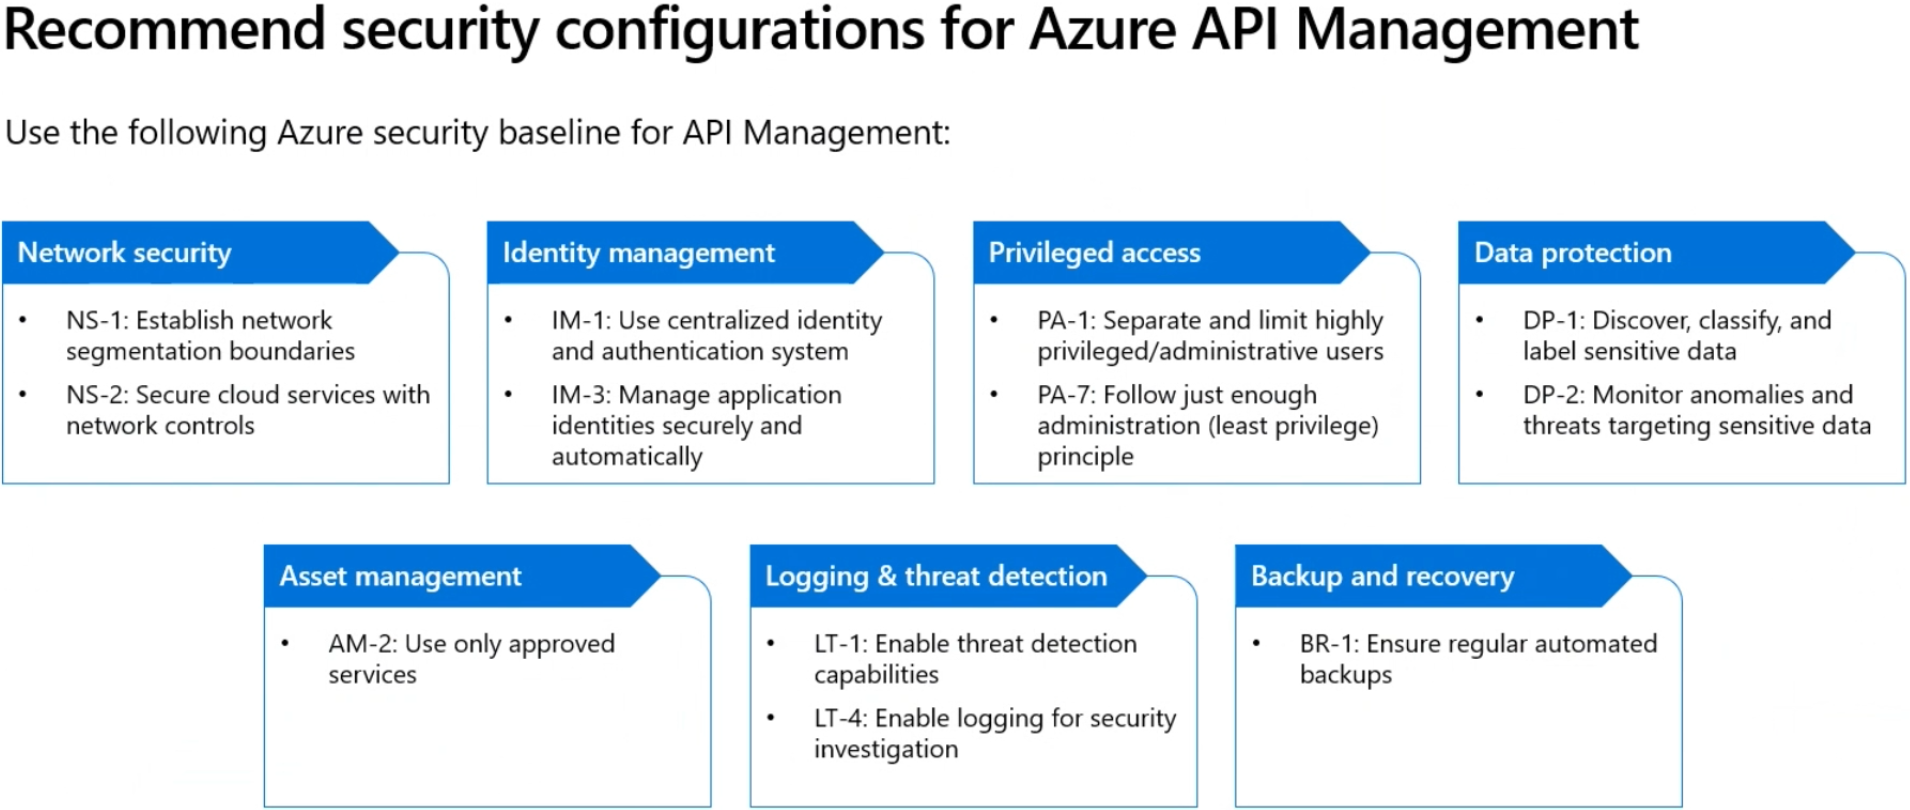 Recommend security configurations for Azure API Management
Use the following Azure security baseline for API Management:
Network security
• NS-1: Establish network
segmentation boundaries
• NS-2: Secure cloud services with
network controls
Identity management
• IM-1: Use centralized identity
and authentication system
• IM-3: Manage application
identities securely and
automatically
Privileged access
• PA-1: Separate and limit highly
privileged/administrative users
• PA-7: Follow just enough
administration (least privilege)
principle
Data protection
• DP-1: Discover, classify, and
label sensitive data
• DP-2: Monitor anomalies and
threats targeting sensitive data
Asset management
• AM-2: Use only approved
services
Logging & threat detection
• LT-1: Enable threat detection
capabilities
• LT-4: Enable logging for security
investigation
Backup and recovery
• BR-1: Ensure regular automated
backups